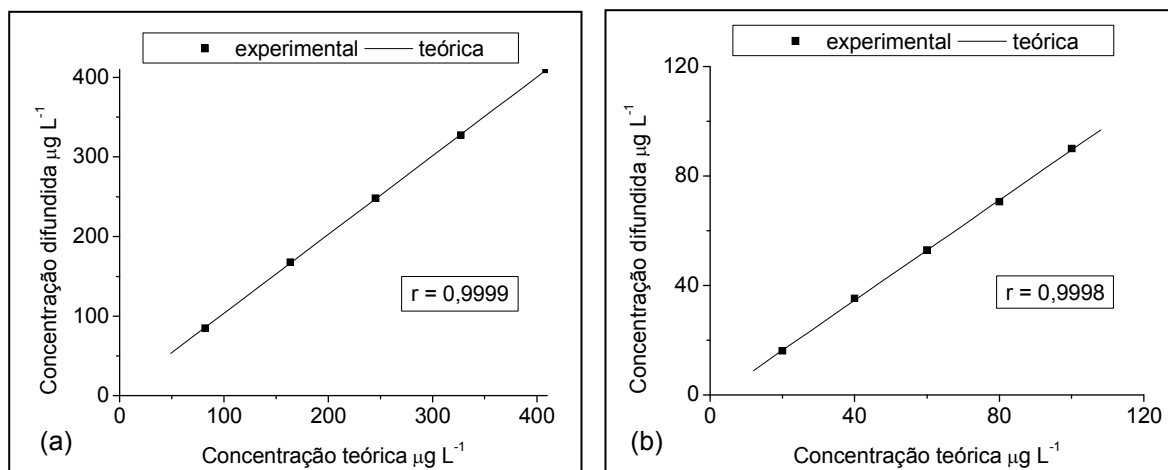 experimental teórica
400
300
200
100
0
0 100 200 300 400
Concentração difundida µg L⁻¹
Concentração teórica µg L⁻¹
r = 0,9999
(a)
experimental teórica
120
80
40
0
0 40 80 120
Concentração difundida µg L⁻¹
Concentração teórica µg L⁻¹
r = 0,9998
(b)